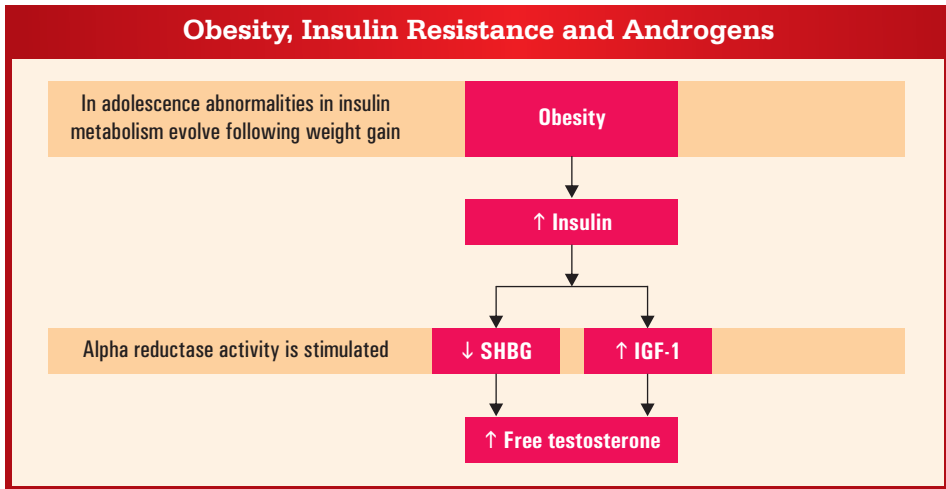 Obesity, Insulin Resistance and Androgens
In adolescence abnormalities in insulin
metabolism evolve following weight gain
Obesity
↑ Insulin
Alpha reductase activity is stimulated
↓ SHBG
↑ IGF-1
↑ Free testosterone